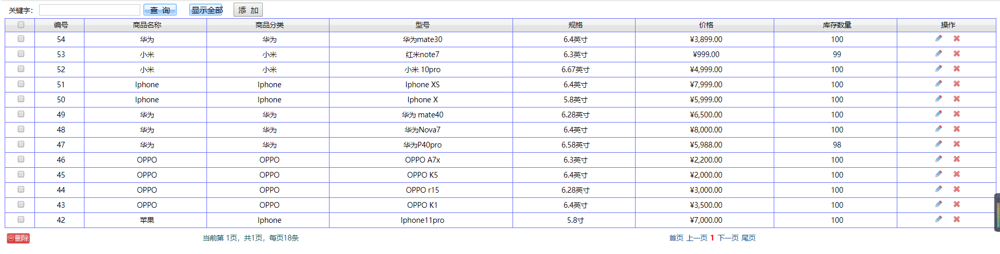 关键字： 查 询 显示全部 添 加
编号 商品名称 商品分类 型号 规格 价格 库存数量 操作
54 华为 华为 华为mate30 6.4英寸 ¥3,899.00 100
53 小米 小米 红米note7 6.3英寸 ¥999.00 99
52 小米 小米 小米 10pro 6.67英寸 ¥4,999.00 100
51 Iphone Iphone Iphone XS 6.4英寸 ¥7,999.00 100
50 Iphone Iphone Iphone X 5.8英寸 ¥5,999.00 100
49 华为 华为 华为 mate40 6.28英寸 ¥6,500.00 100
48 华为 华为 华为Nova7 6.4英寸 ¥8,000.00 100
47 华为 华为 华为P40pro 6.58英寸 ¥5,988.00 98
46 OPPO OPPO OPPO A7x 6.3英寸 ¥2,200.00 100
45 OPPO OPPO OPPO K5 6.4英寸 ¥2,000.00 100
44 OPPO OPPO OPPO r15 6.28英寸 ¥3,000.00 100
43 OPPO OPPO OPPO K1 6.4英寸 ¥3,500.00 100
42 苹果 Iphone Iphone11pro 5.8寸 ¥7,000.00 100
删除 当前第 1页，共1页，每页18条 首页 上一页 1 下一页 尾页